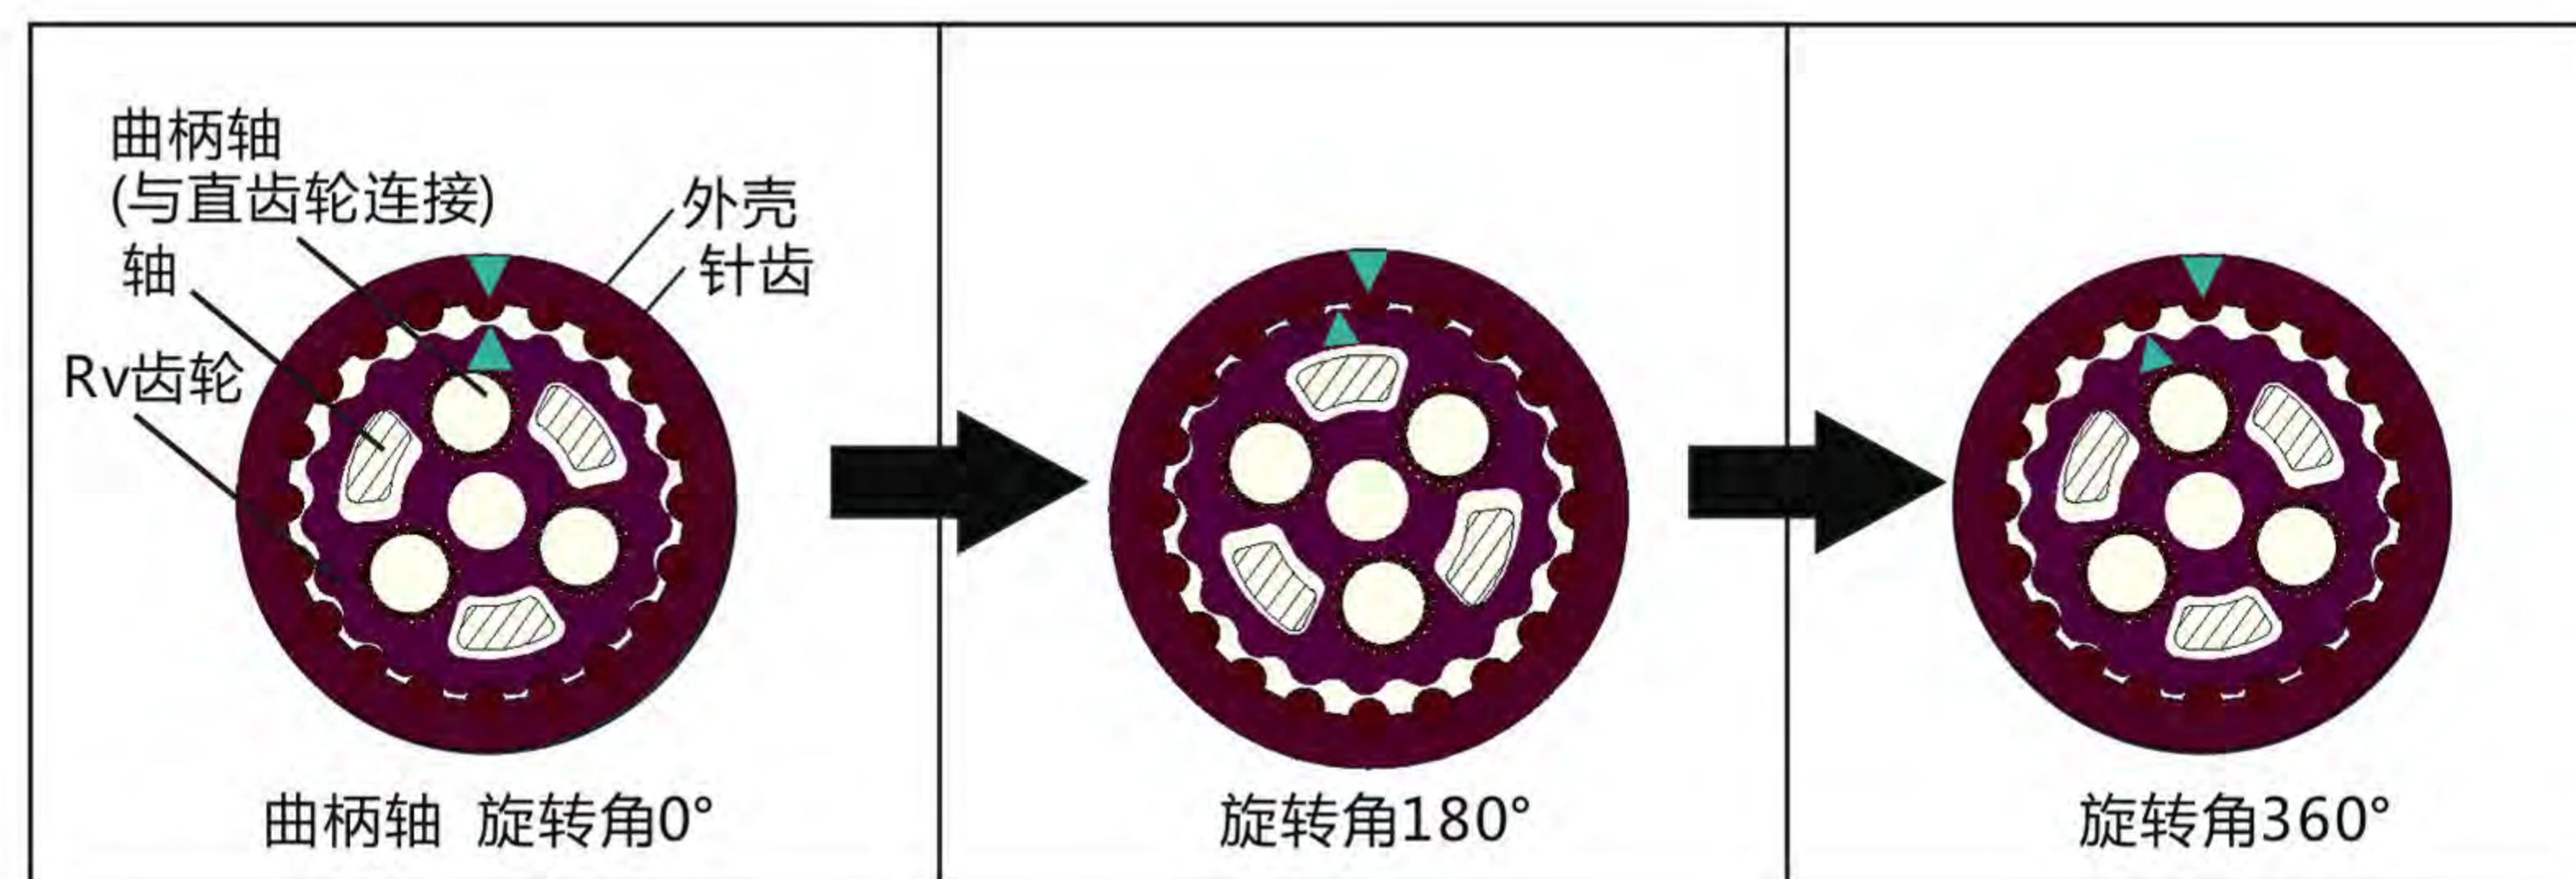 曲柄轴
(与直齿轮连接)
轴
Rv齿轮
外壳
针齿
曲柄轴 旋转角0°
旋转角180°
旋转角360°